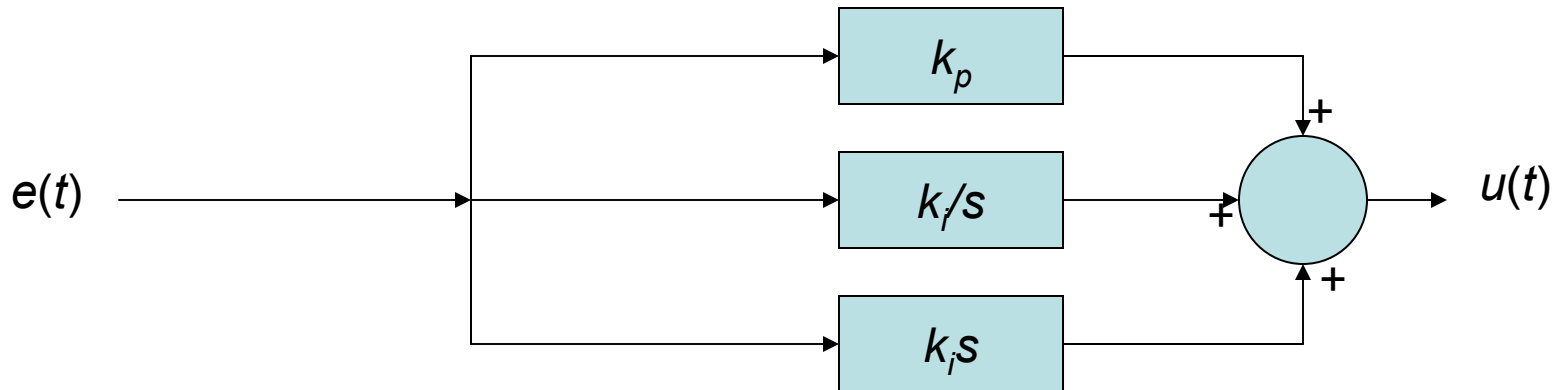 k_p
+
e(t)
k_i/s
+
u(t)
+
k_i s